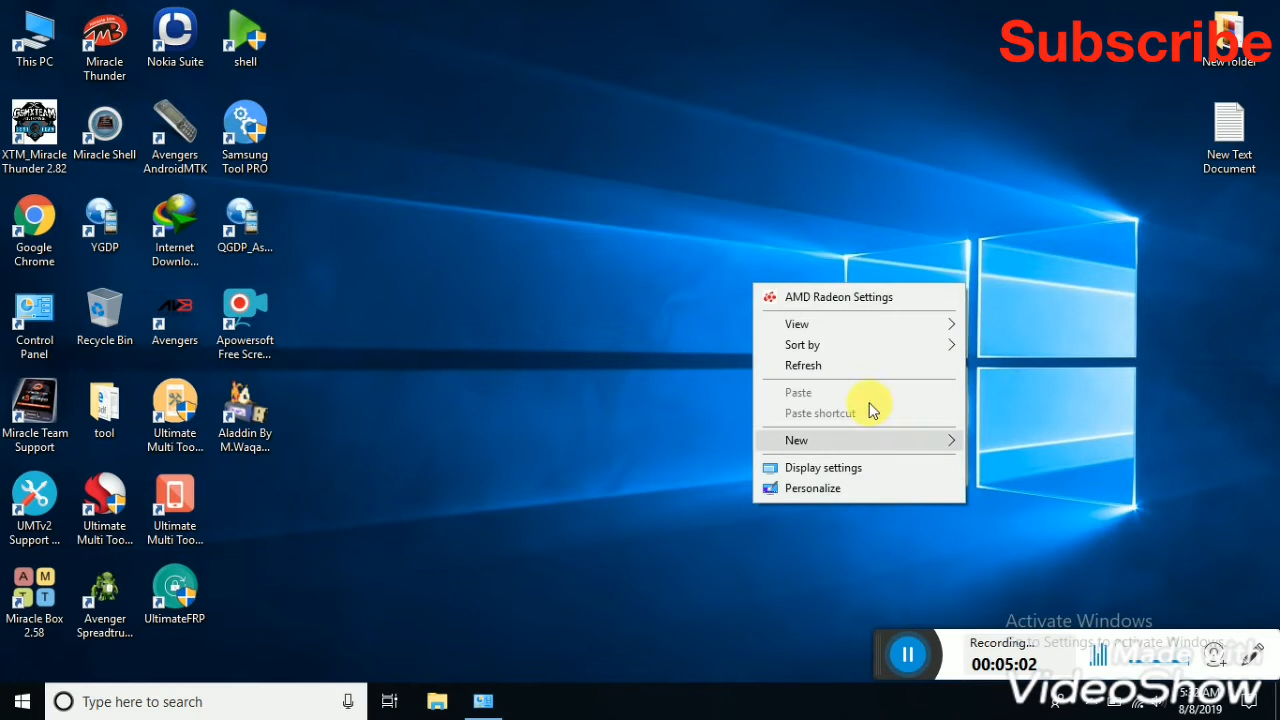 Subscribe
This PC
Miracle
Thunder
Nokia Suite
shell
New folder
GSMXTEAM
XTM_Miracle
Thunder 2.82
Miracle Shell
Avengers
AndroidMTK
Samsung
Tool PRO
New Text
Document
Google
Chrome
YGDP
Internet
Downlo...
QGDP_As...
Control
Panel
Recycle Bin
Avengers
Apowersoft
Free Scre...
Miracle Team
Support
tool
Ultimate
Multi Too...
Aladdin By
M.Waqa...
UMTv2
Support ...
Ultimate
Multi Too...
Ultimate
Multi Too...
A M
T T
Miracle Box
2.58
Avenger
Spreadtru...
UltimateFRP
AMD Radeon Settings
View
Sort by
Refresh
Paste
Paste shortcut
New
Display settings
Personalize
Activate Windows
Go to Settings to activate Windows.
Recording...
00:05:02
Made with
VideoShow
Type here to search
AM
8/8/2019